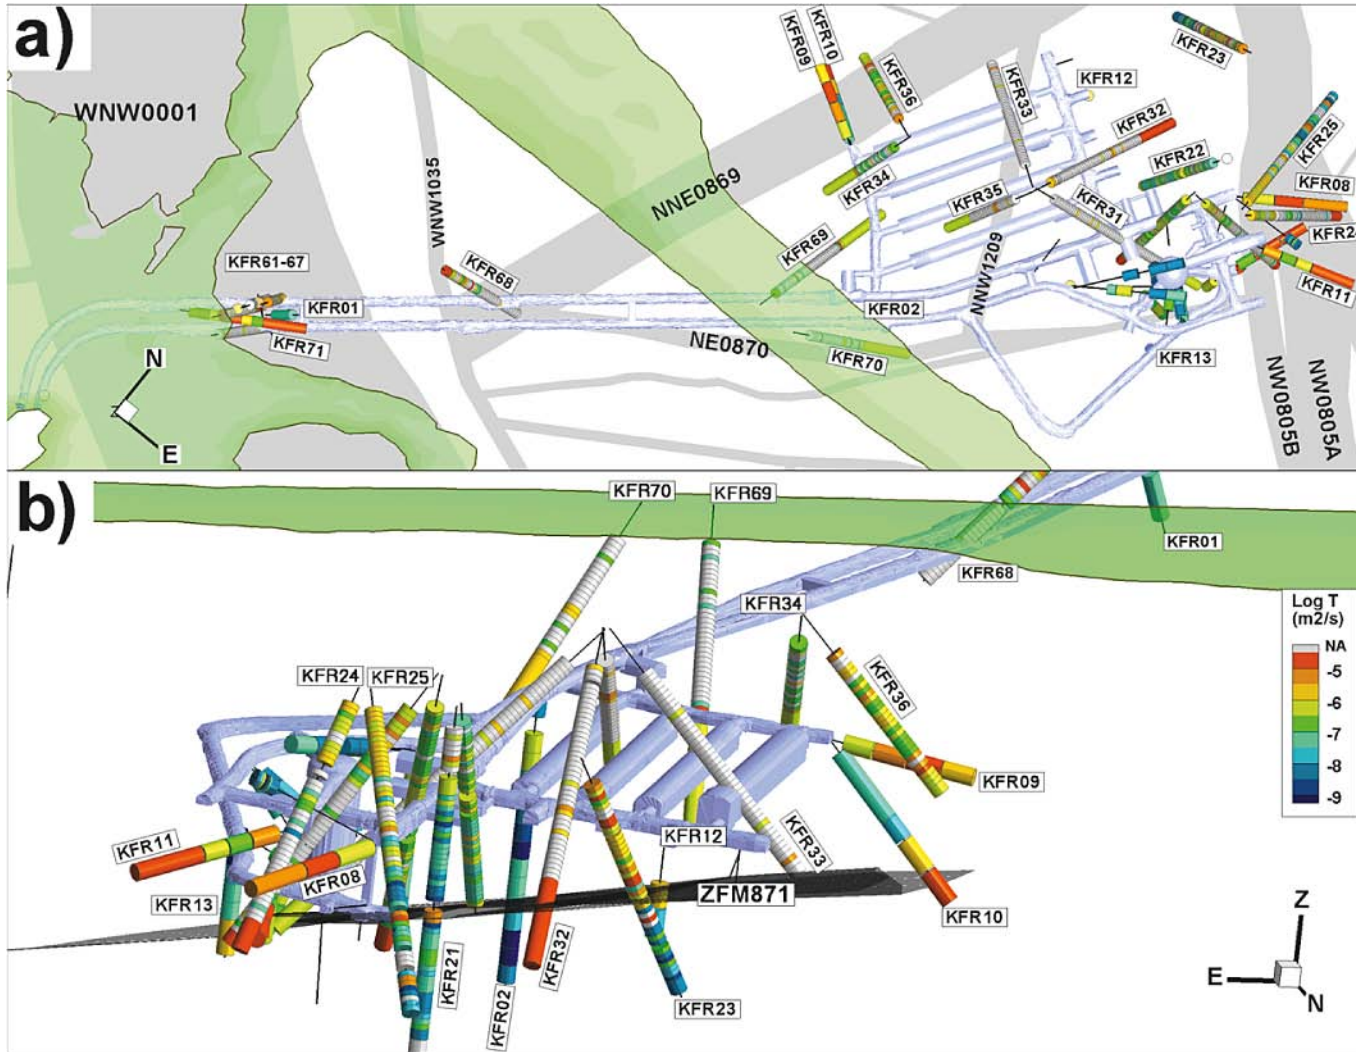 a)
WNW0001
KFR09
KFR10
KFR36
KFR33
KFR12
KFR23
KFR32
KFR25
KFR22
KFR08
KFR34
NNE0869
WNW1035
KFR35
KFR31
KFR24
KFR69
KFR61-67
KFR68
KFR11
KFR01
KFR02
NNW1209
KFR71
NE0870
KFR70
KFR13
NW0805B
NW0805A
N
E
b)
KFR70
KFR69
KFR01
KFR68
KFR34
Log T
(m2/s)
NA
-5
-6
-7
-8
-9
KFR24
KFR25
KFR36
KFR09
KFR11
KFR12
KFR33
KFR08
ZFM871
KFR13
KFR10
KFR21
KFR32
KFR02
KFR23
Z
E
N